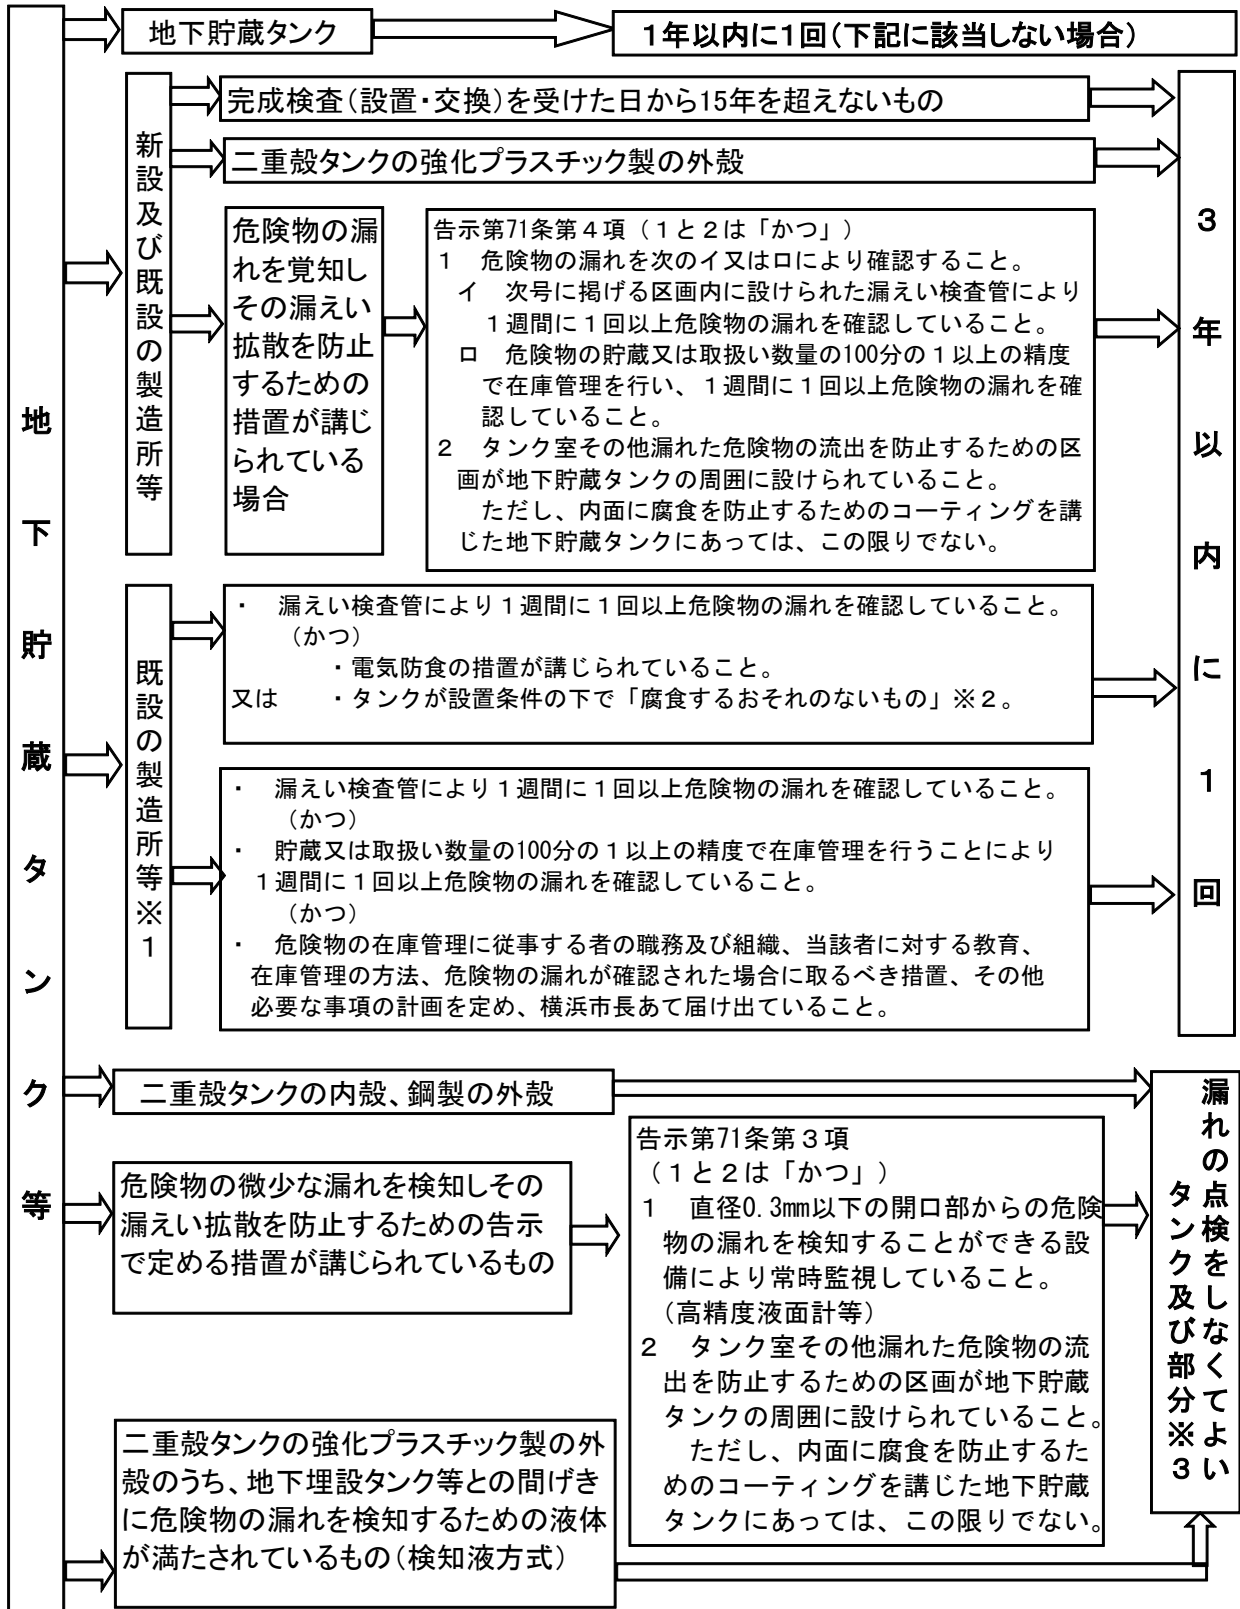 地下貯蔵タンク等
地下貯蔵タンク
1年以内に1回(下記に該当しない場合)
新設及び既設の製造所等
完成検査(設置・交換)を受けた日から15年を超えないもの
二重殻タンクの強化プラスチック製の外殻
危険物の漏
れを覚知し
その漏えい
拡散を防止
するための
措置が講じ
られている
場合
告示第71条第4項(1と2は「かつ」)
1 危険物の漏れを次のイ又はロにより確認すること。
イ 次号に掲げる区画内に設けられた漏えい検査管により
1週間に1回以上危険物の漏れを確認していること。
ロ 危険物の貯蔵又は取扱い数量の100分の1以上の精度
で在庫管理を行い、1週間に1回以上危険物の漏れを確
認していること。
2 タンク室その他漏れた危険物の流出を防止するための区
画が地下貯蔵タンクの周囲に設けられていること。
ただし、内面に腐食を防止するためのコーティングを講
じた地下貯蔵タンクにあっては、この限りでない。
3年以内に1回
既設の製造所等※1
・ 漏えい検査管により1週間に1回以上危険物の漏れを確認していること。
(かつ)
・電気防食の措置が講じられていること。
又は ・タンクが設置条件の下で「腐食するおそれのないもの」※2。
・ 漏えい検査管により1週間に1回以上危険物の漏れを確認していること。
(かつ)
・ 貯蔵又は取扱い数量の100分の1以上の精度で在庫管理を行うことにより
1週間に1回以上危険物の漏れを確認していること。
(かつ)
・ 危険物の在庫管理に従事する者の職務及び組織、当該者に対する教育、
在庫管理の方法、危険物の漏れが確認された場合に取るべき措置、その他
必要な事項の計画を定め、横浜市長あて届け出ていること。
二重殻タンクの内殻、鋼製の外殻
危険物の微少な漏れを検知しその
漏えい拡散を防止するための告示
で定める措置が講じられているもの
告示第71条第3項
(1と2は「かつ」)
1 直径0.3mm以下の開口部からの危険
物の漏れを検知することができる設
備により常時監視していること。
(高精度液面計等)
2 タンク室その他漏れた危険物の流
出を防止するための区画が地下貯蔵
タンクの周囲に設けられていること。
ただし、内面に腐食を防止するた
めのコーティングを講じた地下貯蔵
タンクにあっては、この限りでない。
二重殻タンクの強化プラスチック製の外
殻のうち、地下埋設タンク等との間げき
に危険物の漏れを検知するための液体
が満たされているもの(検知液方式)
漏れの点検をしなくてよい
タンク及び部分※3